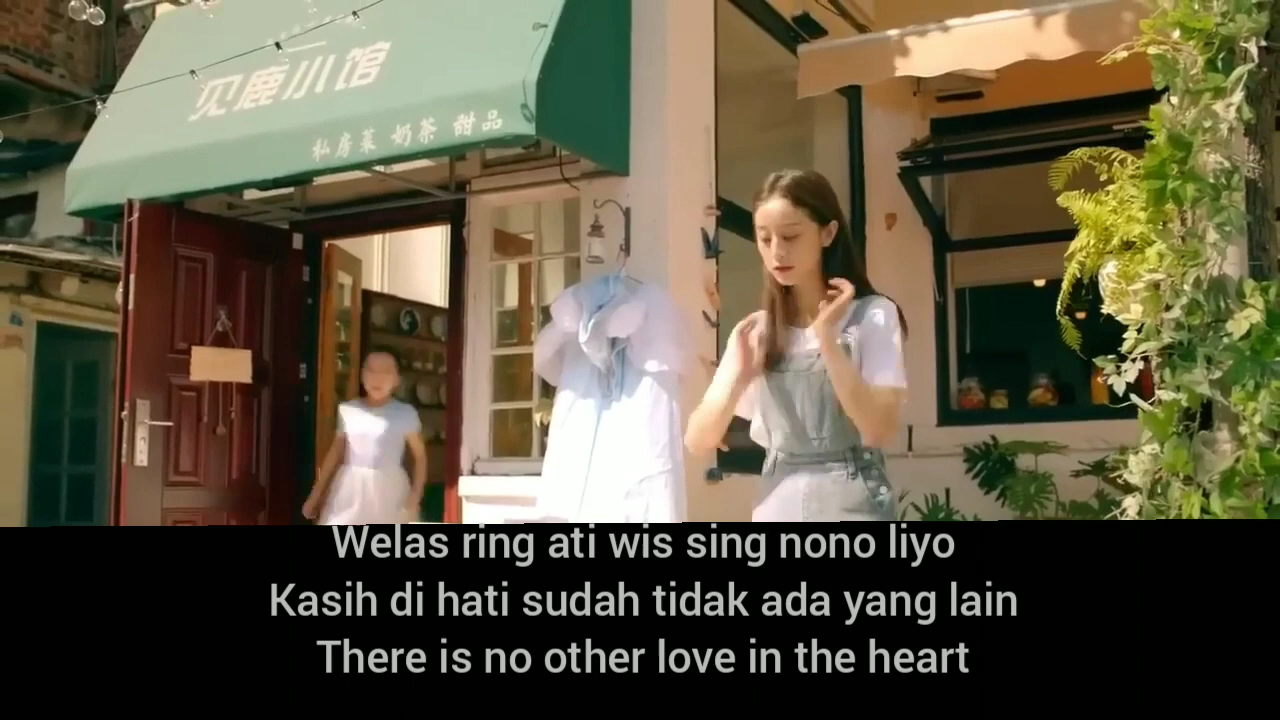 见鹿小馆
私房菜 奶茶 甜品
Welas ring ati wis sing nono liyo
Kasih di hati sudah tidak ada yang lain
There is no other love in the heart